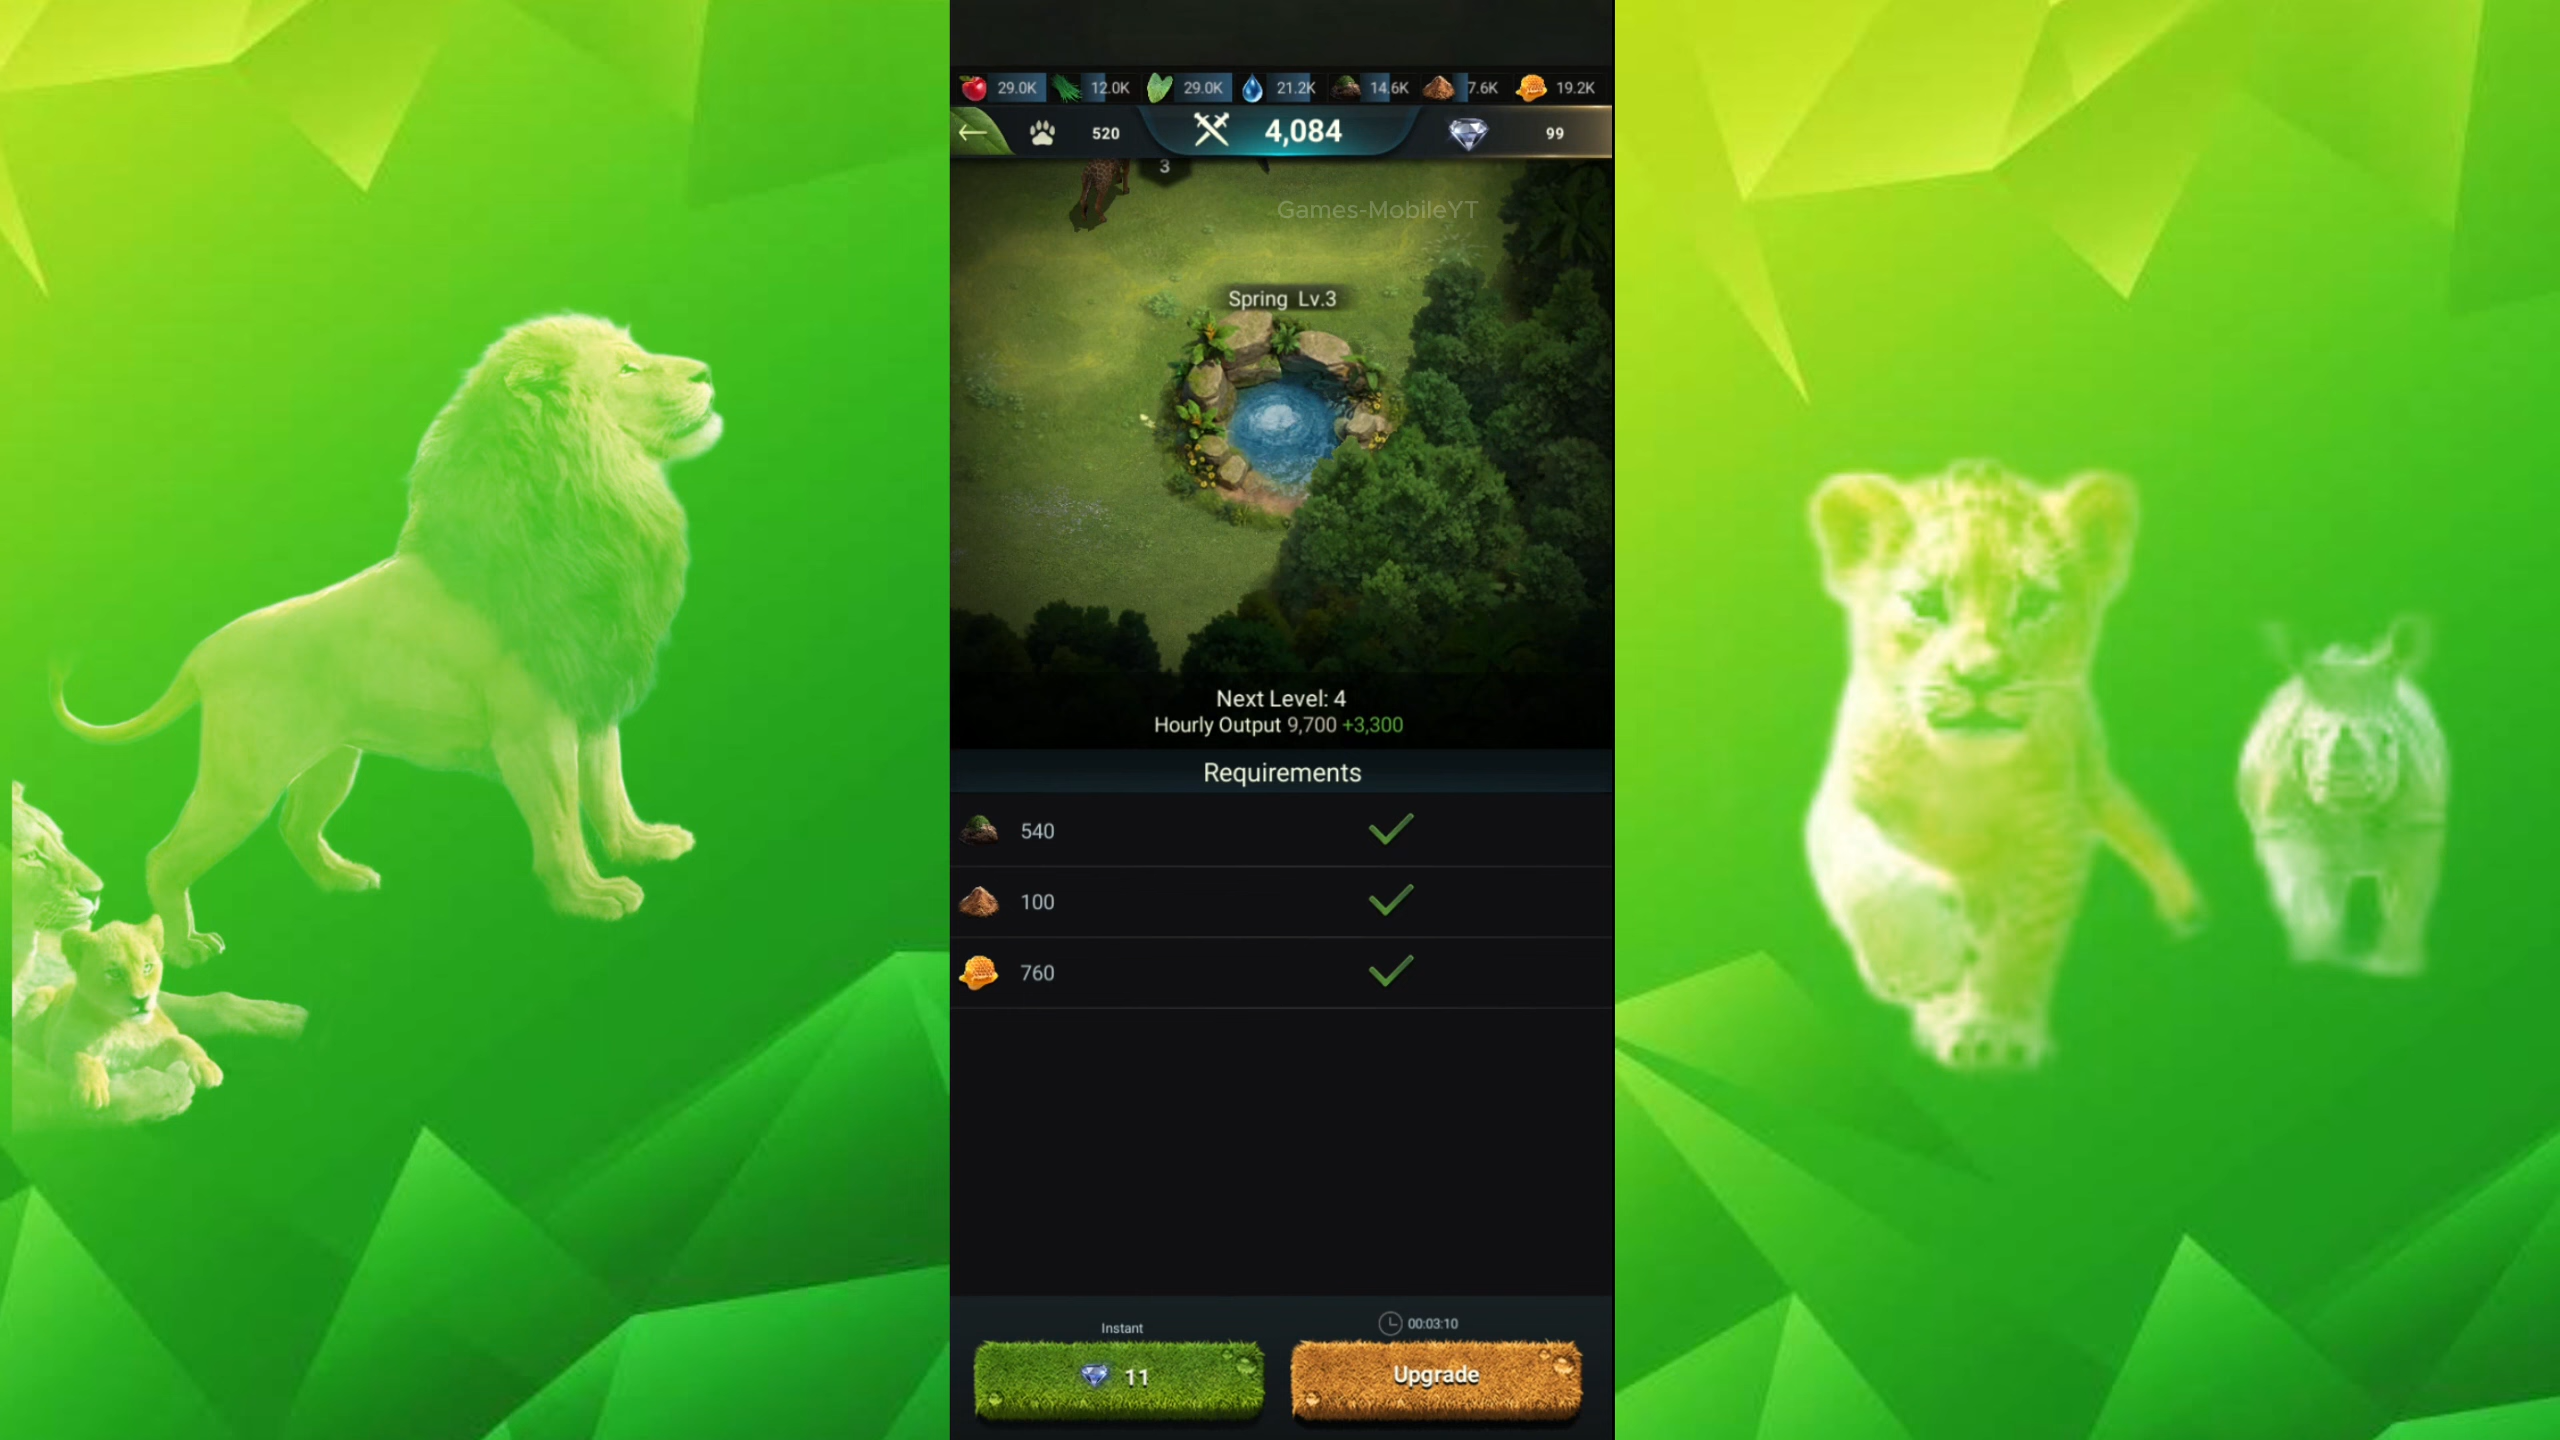 29.0K 12.0K 29.0K 21.2K 14.6K 7.6K 19.2K
520 4,084 99
3
Games-MobileYT
Spring Lv.3
Next Level: 4
Hourly Output 9,700 +3,300
Requirements
540
100
760
Instant 00:03:10
11 Upgrade